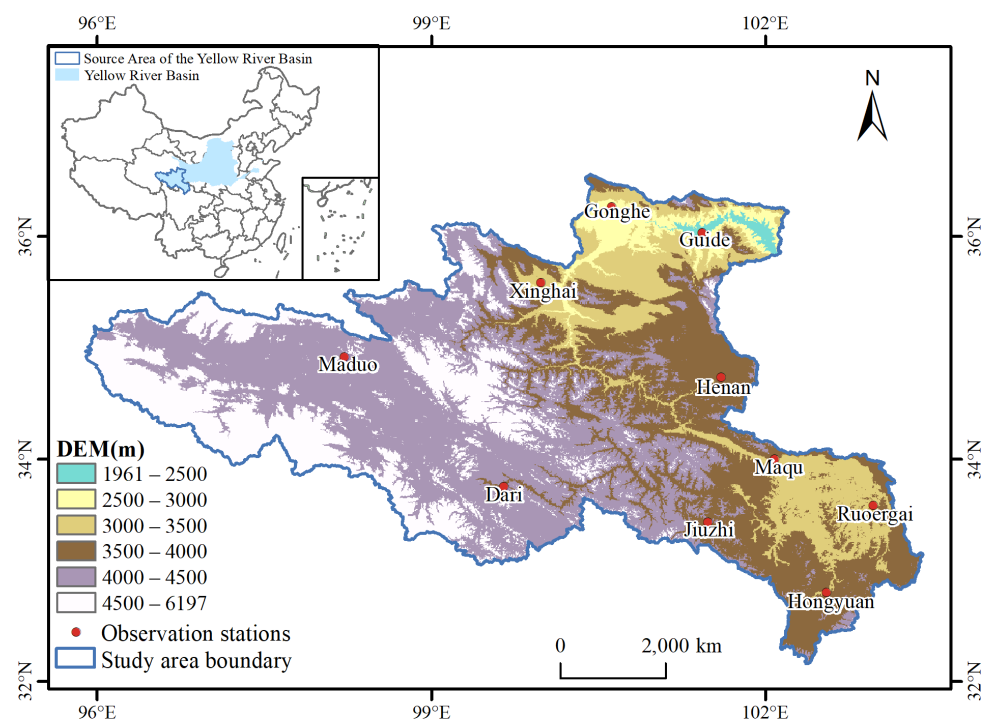 96°E 99°E 102°E
Source Area of the Yellow River Basin
Yellow River Basin
N
36°N
36°N
Gonghe
Guide
Xinghai
Maduo
Henan
34°N
34°N
Maqu
Dari
Ruoergai
Jiuzhi
Hongyuan
DEM(m)
1961 – 2500
2500 – 3000
3000 – 3500
3500 – 4000
4000 – 4500
4500 – 6197
Observation stations
Study area boundary
0 2,000 km
32°N
32°N
96°E 99°E 102°E